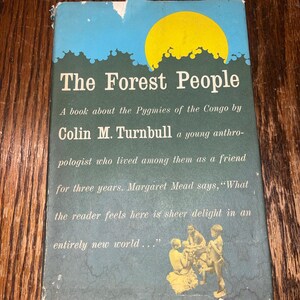 The Forest People
A book about the Pygmies of the Congo by
Colin M. Turnbull a young anthro-
pologist who lived among them as a friend
for three years. Margaret Mead says, "What
the reader feels here is sheer delight in an
entirely new world . . ."